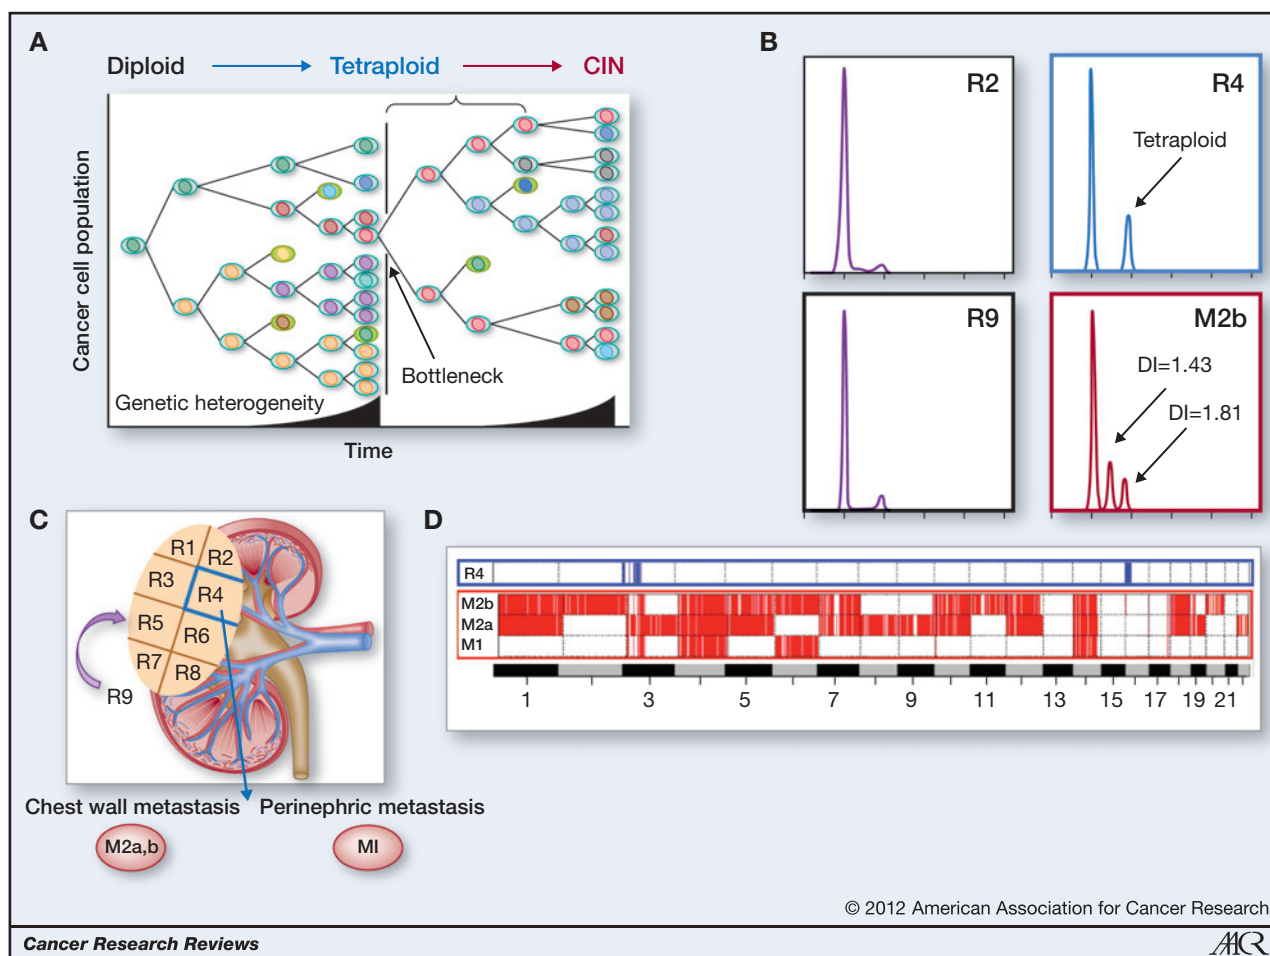 A
Diploid
Tetraploid
CIN
Cancer cell population
Bottleneck
Genetic heterogeneity
Time
B
R2
R4
Tetraploid
R9
M2b
DI=1.43
DI=1.81
C
R1
R2
R3
R4
R5
R6
R7
R8
R9
Chest wall metastasis
Perinephric metastasis
M2a,b
MI
D
R4
M2b
M2a
M1
1 3 5 7 9 11 13 15 17 19 21
© 2012 American Association for Cancer Research
Cancer Research Reviews
AACR